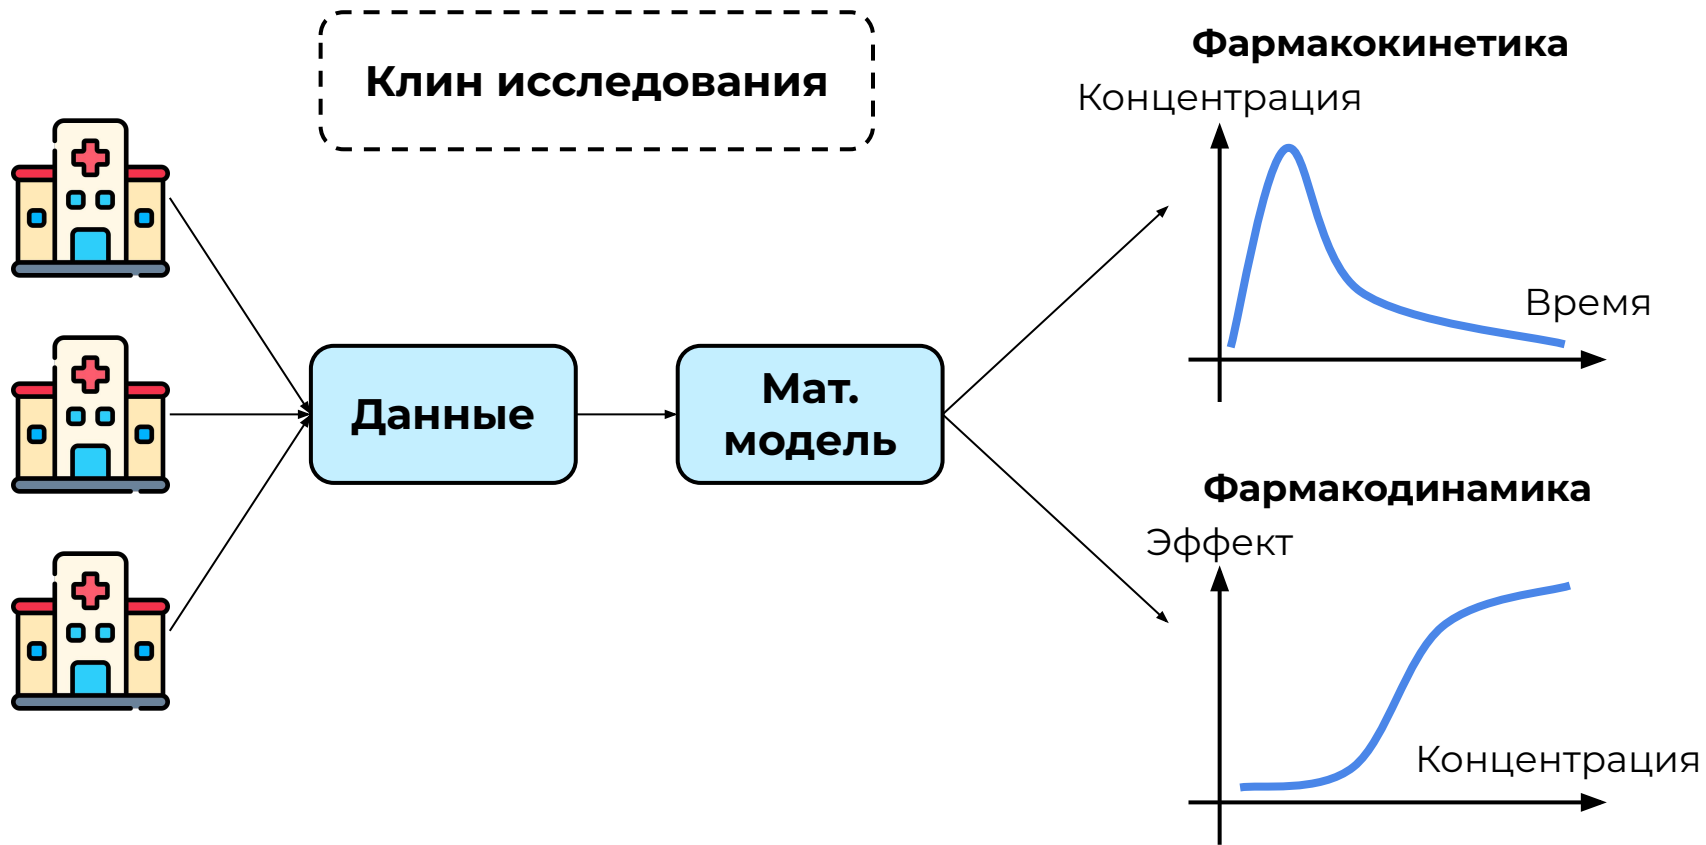 Клин исследования
Данные
Мат.
модель
Фармакокинетика
Концентрация
Время
Фармакодинамика
Эффект
Концентрация